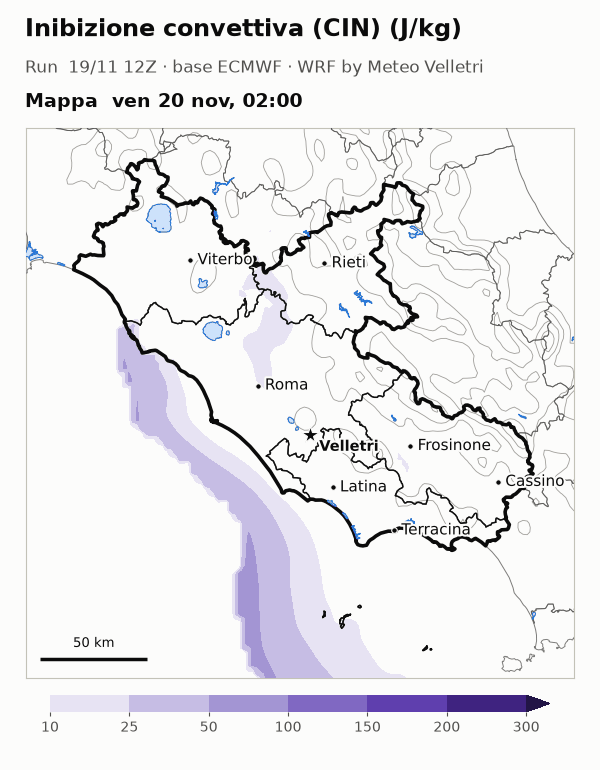 Inibizione convettiva (CIN) (J/kg)
Run 19/11 12Z · base ECMWF · WRF by Meteo Velletri
Mappa ven 20 nov, 02:00
Viterbo
Rieti
Roma
Velletri
Frosinone
Cassino
Latina
Terracina
50 km
10 25 50 100 150 200 300